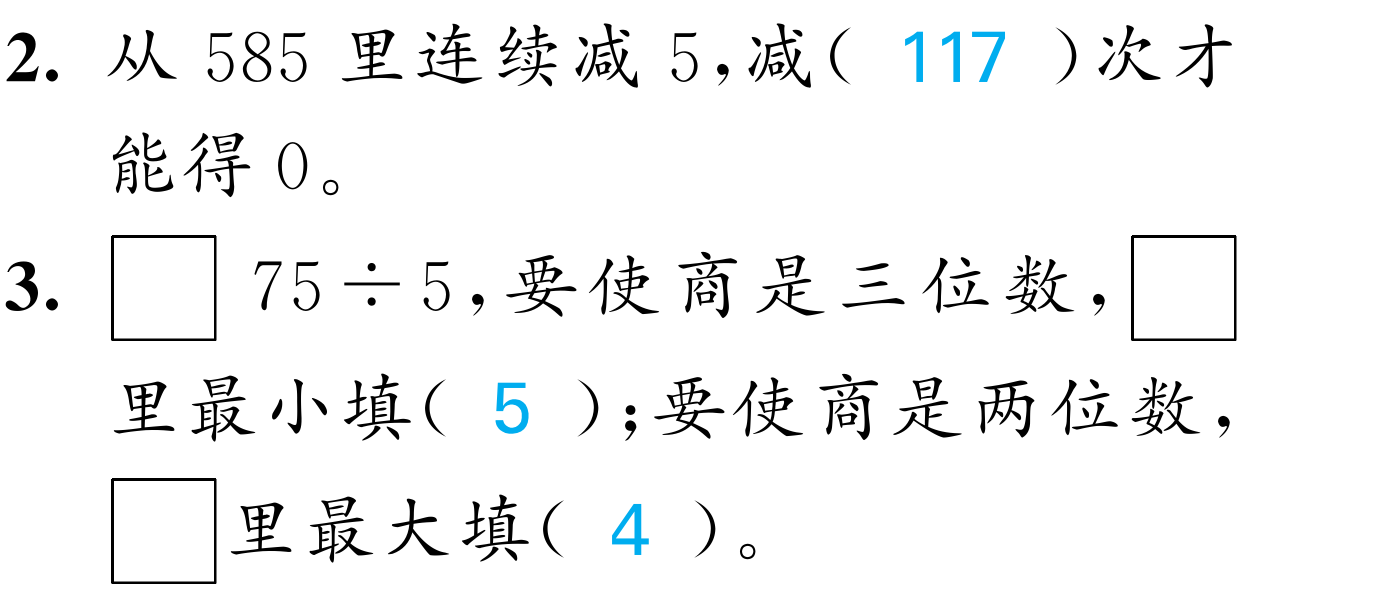 2. 从 585 里连续减 5,减( 117 )次才
能得 0。
3. □ 75÷5,要使商是三位数,□
里最小填( 5 );要使商是两位数,
□里最大填( 4 )。